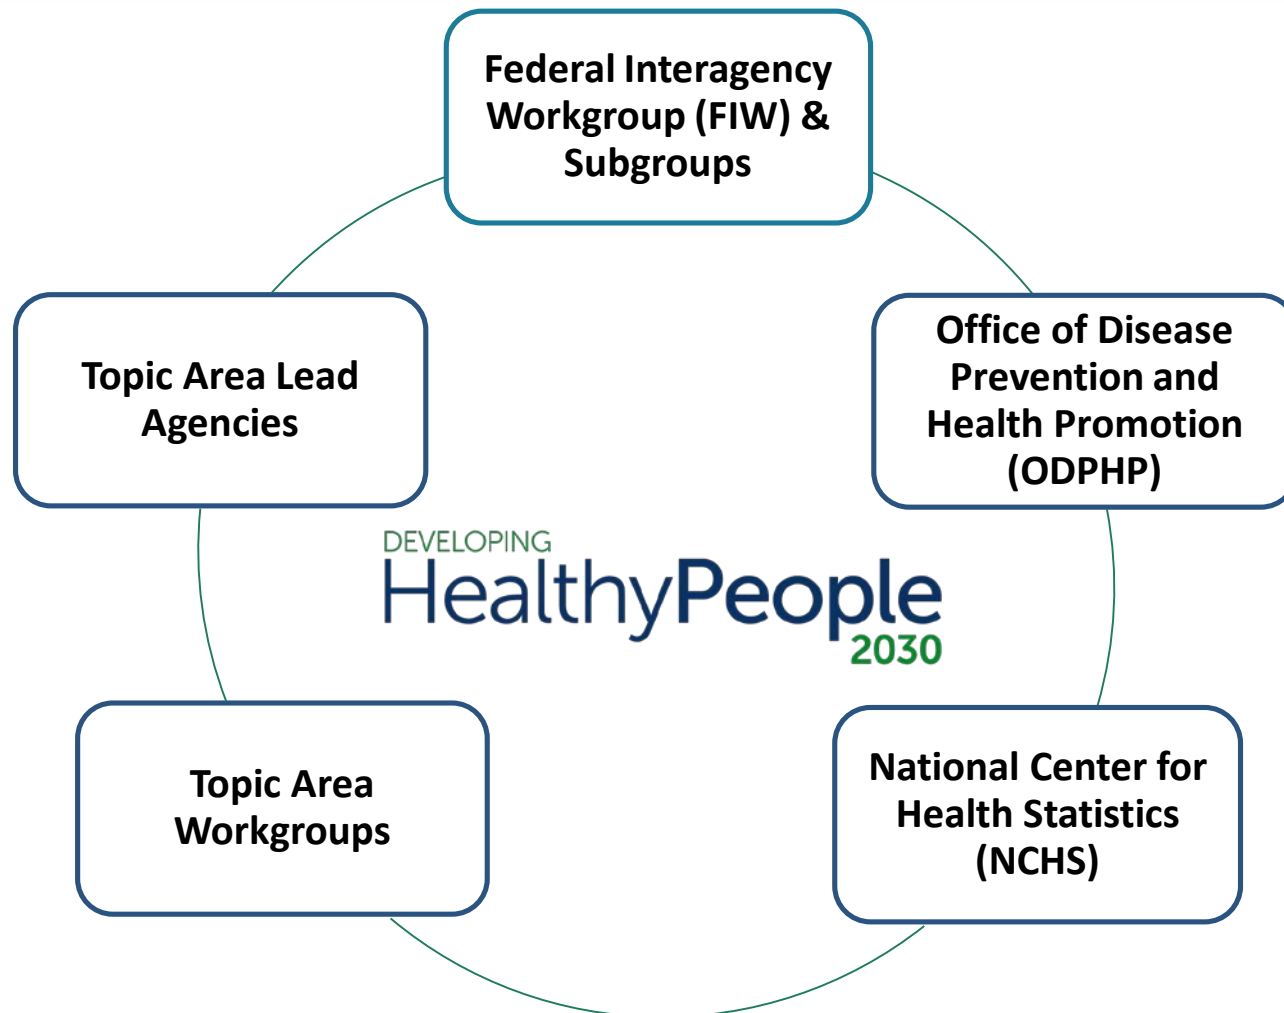 Federal Interagency
Workgroup (FIW) &
Subgroups
Office of Disease
Prevention and
Health Promotion
(ODPHP)
National Center for
Health Statistics
(NCHS)
Topic Area
Workgroups
Topic Area Lead
Agencies
DEVELOPING
HealthyPeople
2030